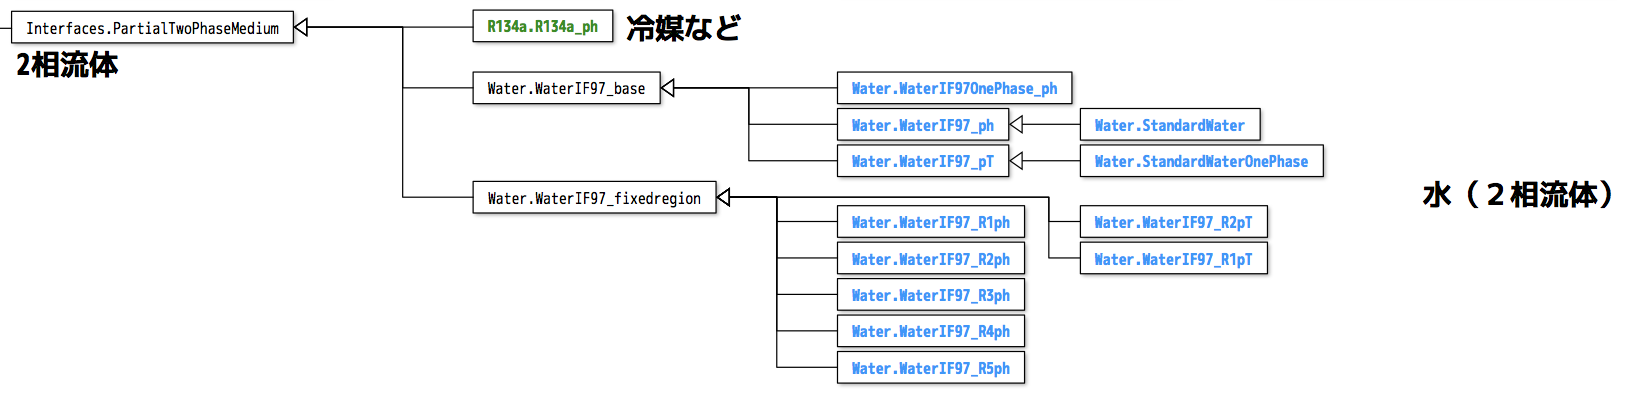 Interfaces.PartialTwoPhaseMedium
2相流体
R134a.R134a_ph
冷媒など
Water.WaterIF97_base
Water.WaterIF97OnePhase_ph
Water.WaterIF97_ph
Water.StandardWater
Water.WaterIF97_pT
Water.StandardWaterOnePhase
水（２相流体）
Water.WaterIF97_fixedregion
Water.WaterIF97_R1ph
Water.WaterIF97_R2pT
Water.WaterIF97_R2ph
Water.WaterIF97_R1pT
Water.WaterIF97_R3ph
Water.WaterIF97_R4ph
Water.WaterIF97_R5ph